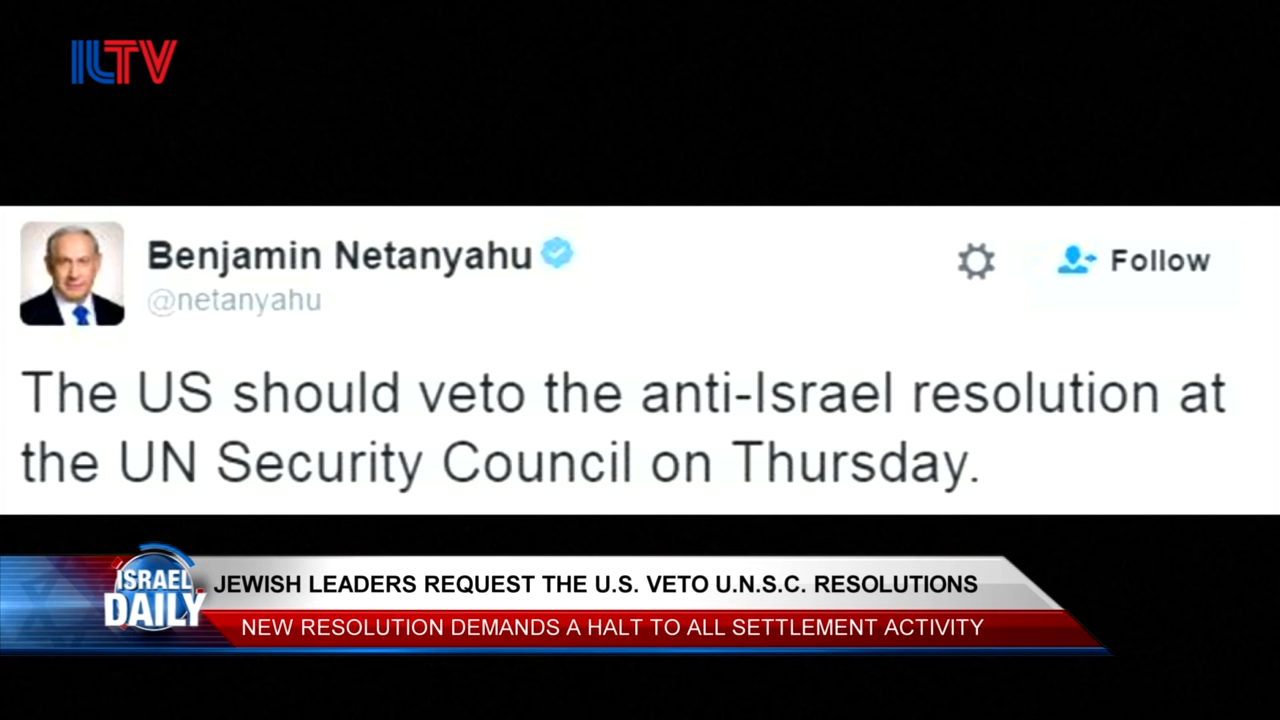 ILTV
Benjamin Netanyahu
@netanyahu
Follow
The US should veto the anti-Israel resolution at
the UN Security Council on Thursday.
ISRAEL
DAILY
JEWISH LEADERS REQUEST THE U.S. VETO U.N.S.C. RESOLUTIONS
NEW RESOLUTION DEMANDS A HALT TO ALL SETTLEMENT ACTIVITY